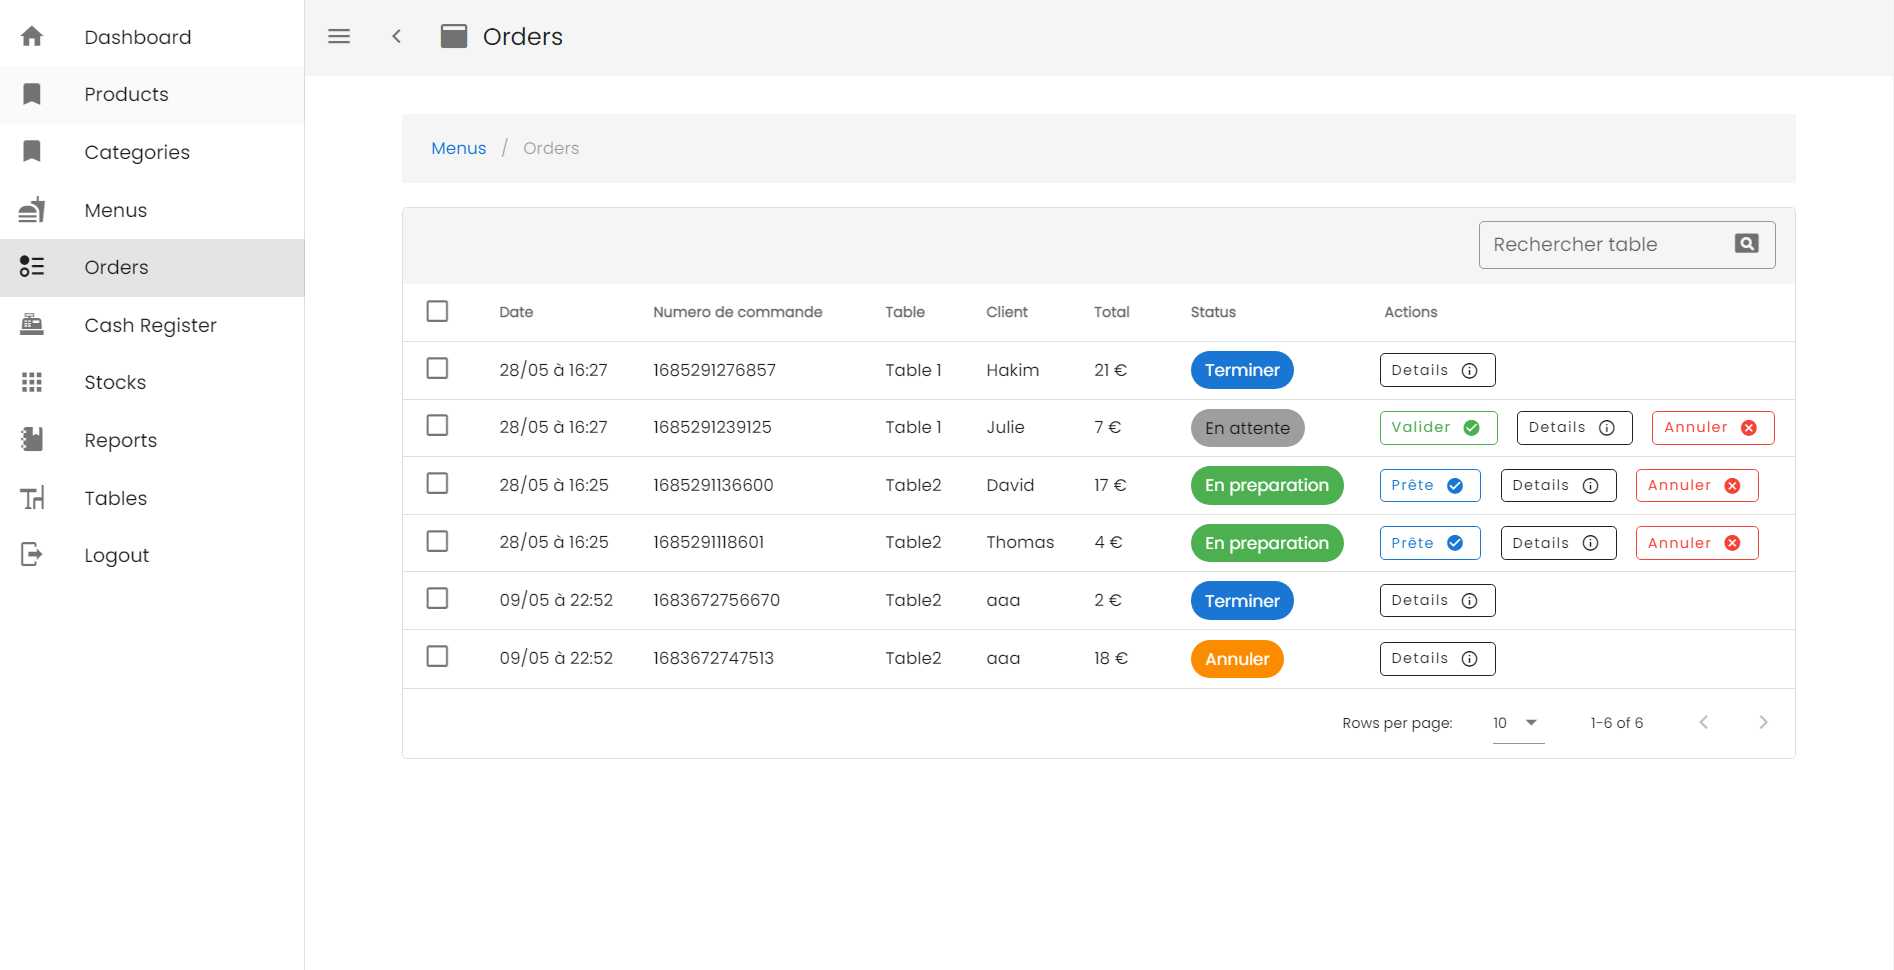 Dashboard
Products
Categories
Menus
Orders
Cash Register
Stocks
Reports
Tables
Logout
Orders
Menus / Orders
Rechercher table
Date Numero de commande Table Client Total Status Actions
28/05 à 16:27 1685291276857 Table 1 Hakim 21 € Terminer Details
28/05 à 16:27 1685291239125 Table 1 Julie 7 € En attente Valider Details Annuler
28/05 à 16:25 1685291136600 Table2 David 17 € En preparation Prête Details Annuler
28/05 à 16:25 1685291118601 Table2 Thomas 4 € En preparation Prête Details Annuler
09/05 à 22:52 1683672756670 Table2 aaa 2 € Terminer Details
09/05 à 22:52 1683672747513 Table2 aaa 18 € Annuler Details
Rows per page: 10 1-6 of 6